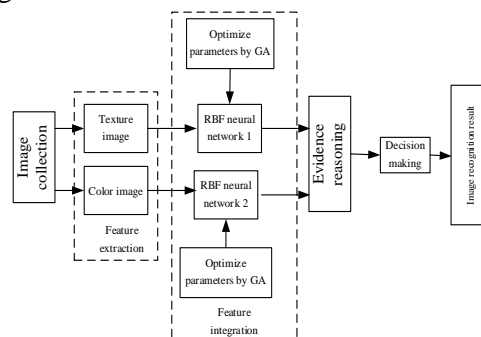 Image
collection
Texture
image
Color image
Feature
extraction
Optimize
parameters by GA
RBF neural
network 1
RBF neural
network 2
Optimize
parameters by GA
Feature
integration
Evidence
reasoning
Decision
making
Image recognition result